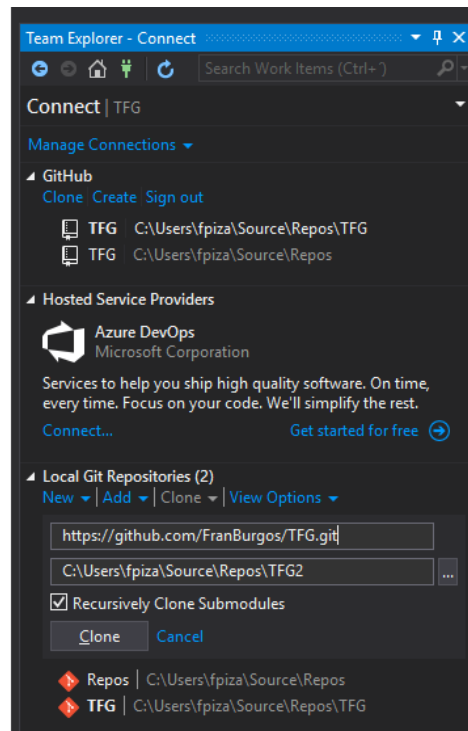 Team Explorer - Connect
Search Work Items (Ctrl+´)
Connect | TFG
Manage Connections
GitHub
Clone | Create | Sign out
TFG | C:\Users\fpiza\Source\Repos\TFG
TFG | C:\Users\fpiza\Source\Repos
Hosted Service Providers
Azure DevOps
Microsoft Corporation
Services to help you ship high quality software. On time,
every time. Focus on your code. We'll simplify the rest.
Connect... Get started for free
Local Git Repositories (2)
New | Add | Clone | View Options
https://github.com/FranBurgos/TFG.git
C:\Users\fpiza\Source\Repos\TFG2 ...
Recursively Clone Submodules
Clone Cancel
Repos | C:\Users\fpiza\Source\Repos
TFG | C:\Users\fpiza\Source\Repos\TFG